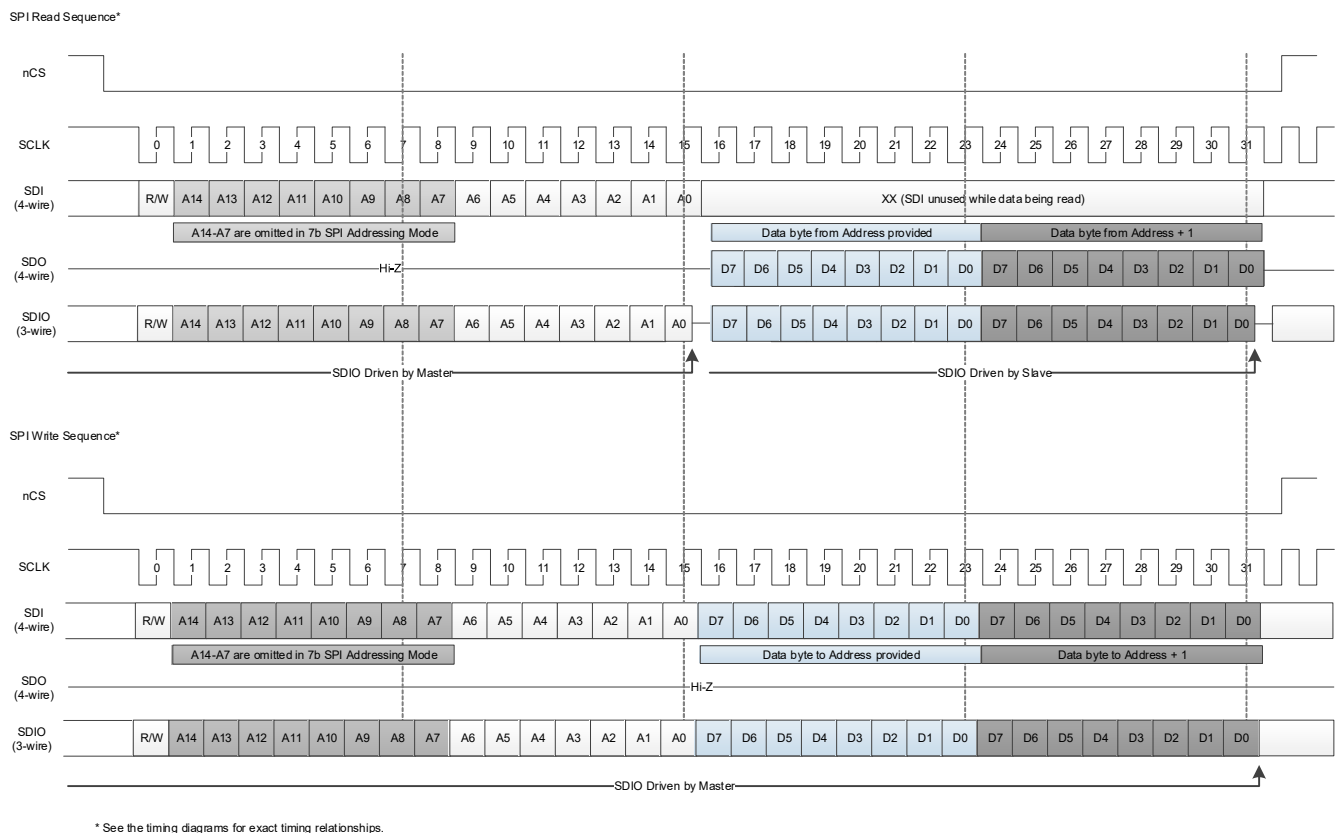 SPI Read Sequence*
nCS
SCLK 0 1 2 3 4 5 6 7 8 9 10 11 12 13 14 15 16 17 18 19 20 21 22 23 24 25 26 27 28 29 30 31
SDI
(4-wire)
R/W A14 A13 A12 A11 A10 A9 A8 A7 A6 A5 A4 A3 A2 A1 A0 XX (SDI unused while data being read)
A14-A7 are omitted in 7b SPI Addressing Mode Data byte from Address provided Data byte from Address + 1
SDO
(4-wire)
Hi-Z D7 D6 D5 D4 D3 D2 D1 D0 D7 D6 D5 D4 D3 D2 D1 D0
SDIO
(3-wire)
R/W A14 A13 A12 A11 A10 A9 A8 A7 A6 A5 A4 A3 A2 A1 A0 D7 D6 D5 D4 D3 D2 D1 D0 D7 D6 D5 D4 D3 D2 D1 D0
SDIO Driven by Master SDIO Driven by Slave
SPI Write Sequence*
nCS
SCLK 0 1 2 3 4 5 6 7 8 9 10 11 12 13 14 15 16 17 18 19 20 21 22 23 24 25 26 27 28 29 30 31
SDI
(4-wire)
R/W A14 A13 A12 A11 A10 A9 A8 A7 A6 A5 A4 A3 A2 A1 A0 D7 D6 D5 D4 D3 D2 D1 D0 D7 D6 D5 D4 D3 D2 D1 D0
A14-A7 are omitted in 7b SPI Addressing Mode Data byte to Address provided Data byte to Address + 1
SDO
(4-wire)
Hi-Z
SDIO
(3-wire)
R/W A14 A13 A12 A11 A10 A9 A8 A7 A6 A5 A4 A3 A2 A1 A0 D7 D6 D5 D4 D3 D2 D1 D0 D7 D6 D5 D4 D3 D2 D1 D0
SDIO Driven by Master
* See the timing diagrams for exact timing relationships.